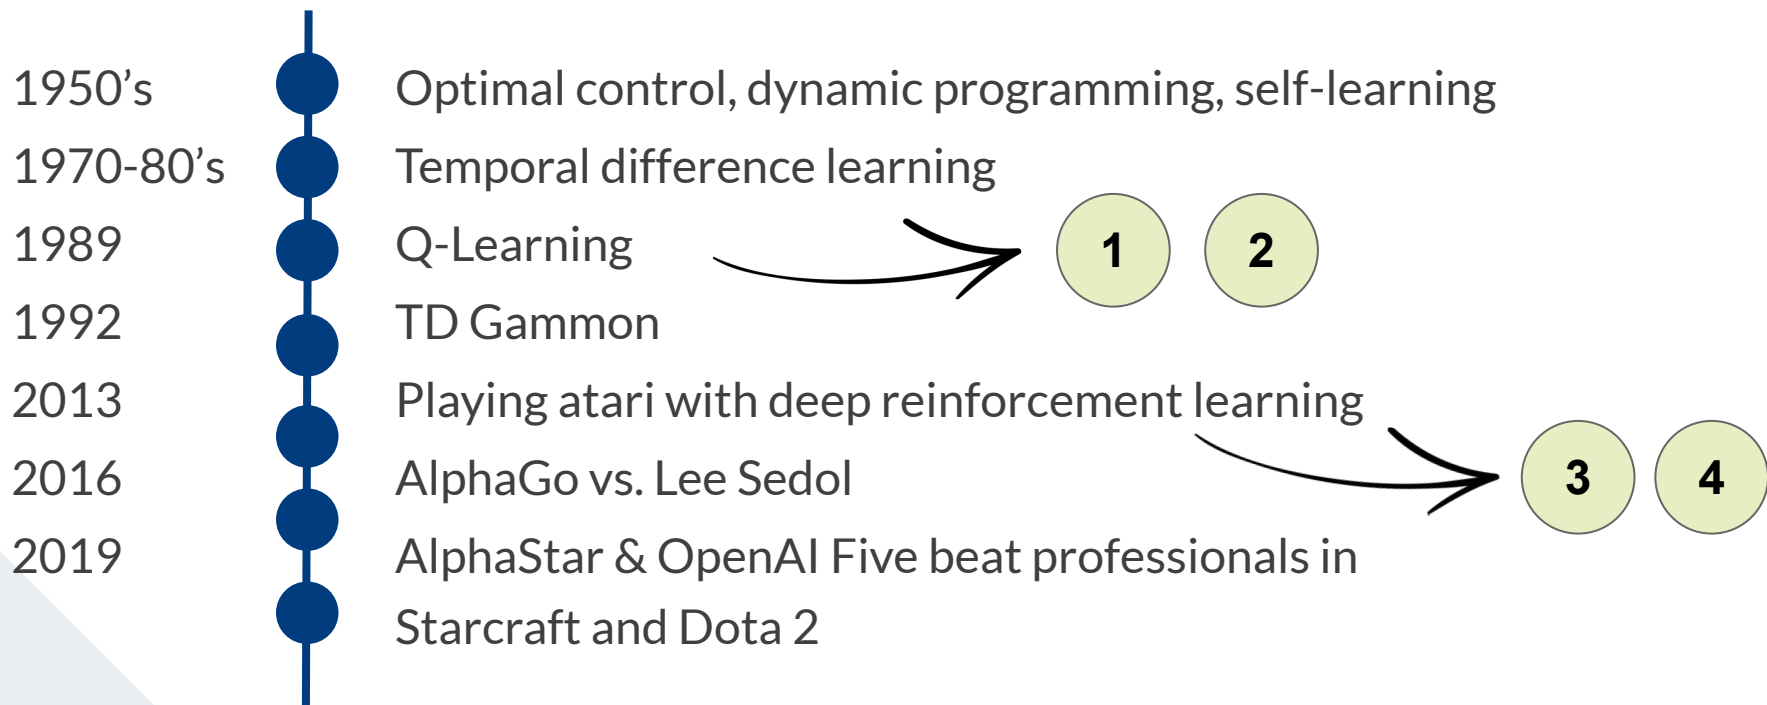 1950’s Optimal control, dynamic programming, self-learning
1970-80’s Temporal difference learning
1989 Q-Learning 1 2
1992 TD Gammon
2013 Playing atari with deep reinforcement learning
2016 AlphaGo vs. Lee Sedol 3 4
2019 AlphaStar & OpenAI Five beat professionals in
Starcraft and Dota 2